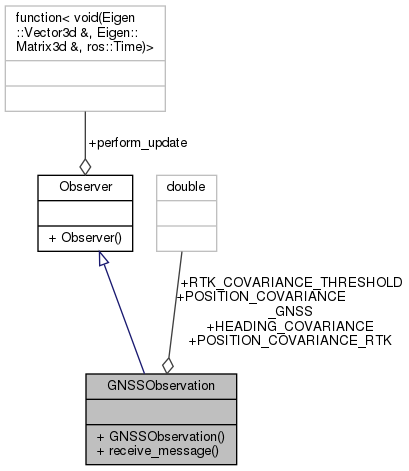 function< void(Eigen
::Vector3d &, Eigen::
Matrix3d &, ros::Time)>
+perform_update
Observer
+ Observer()
double
+RTK_COVARIANCE_THRESHOLD
+POSITION_COVARIANCE
_GNSS
+HEADING_COVARIANCE
+POSITION_COVARIANCE_RTK
GNSSObservation
+ GNSSObservation()
+ receive_message()